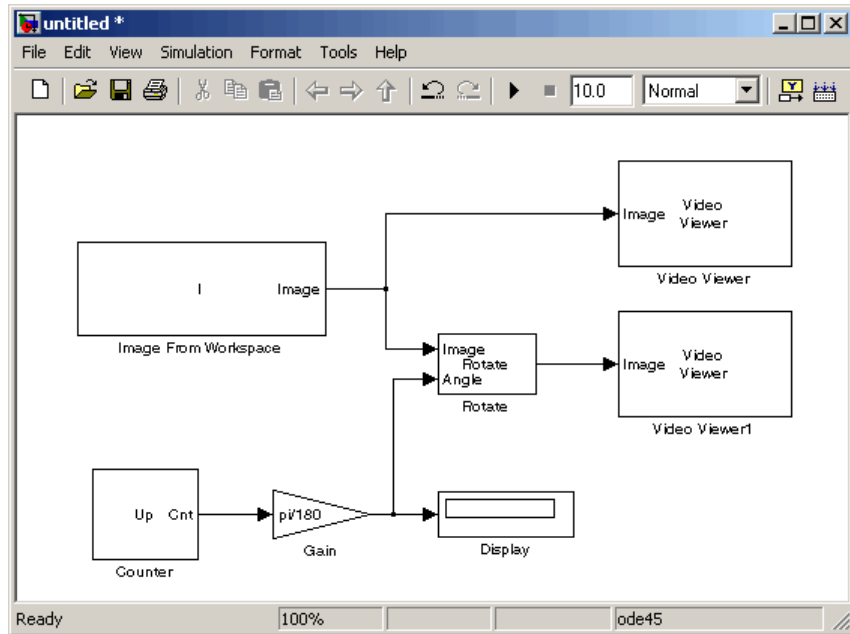 untitled *
File Edit View Simulation Format Tools Help
10.0 Normal
Image Video Viewer
Video Viewer
I Image
Image From Workspace
Image
Rotate
Angle
Rotate
Image Video Viewer
Video Viewer1
Up Cnt
Counter
pi/180
Gain
Display
Ready 100% ode45